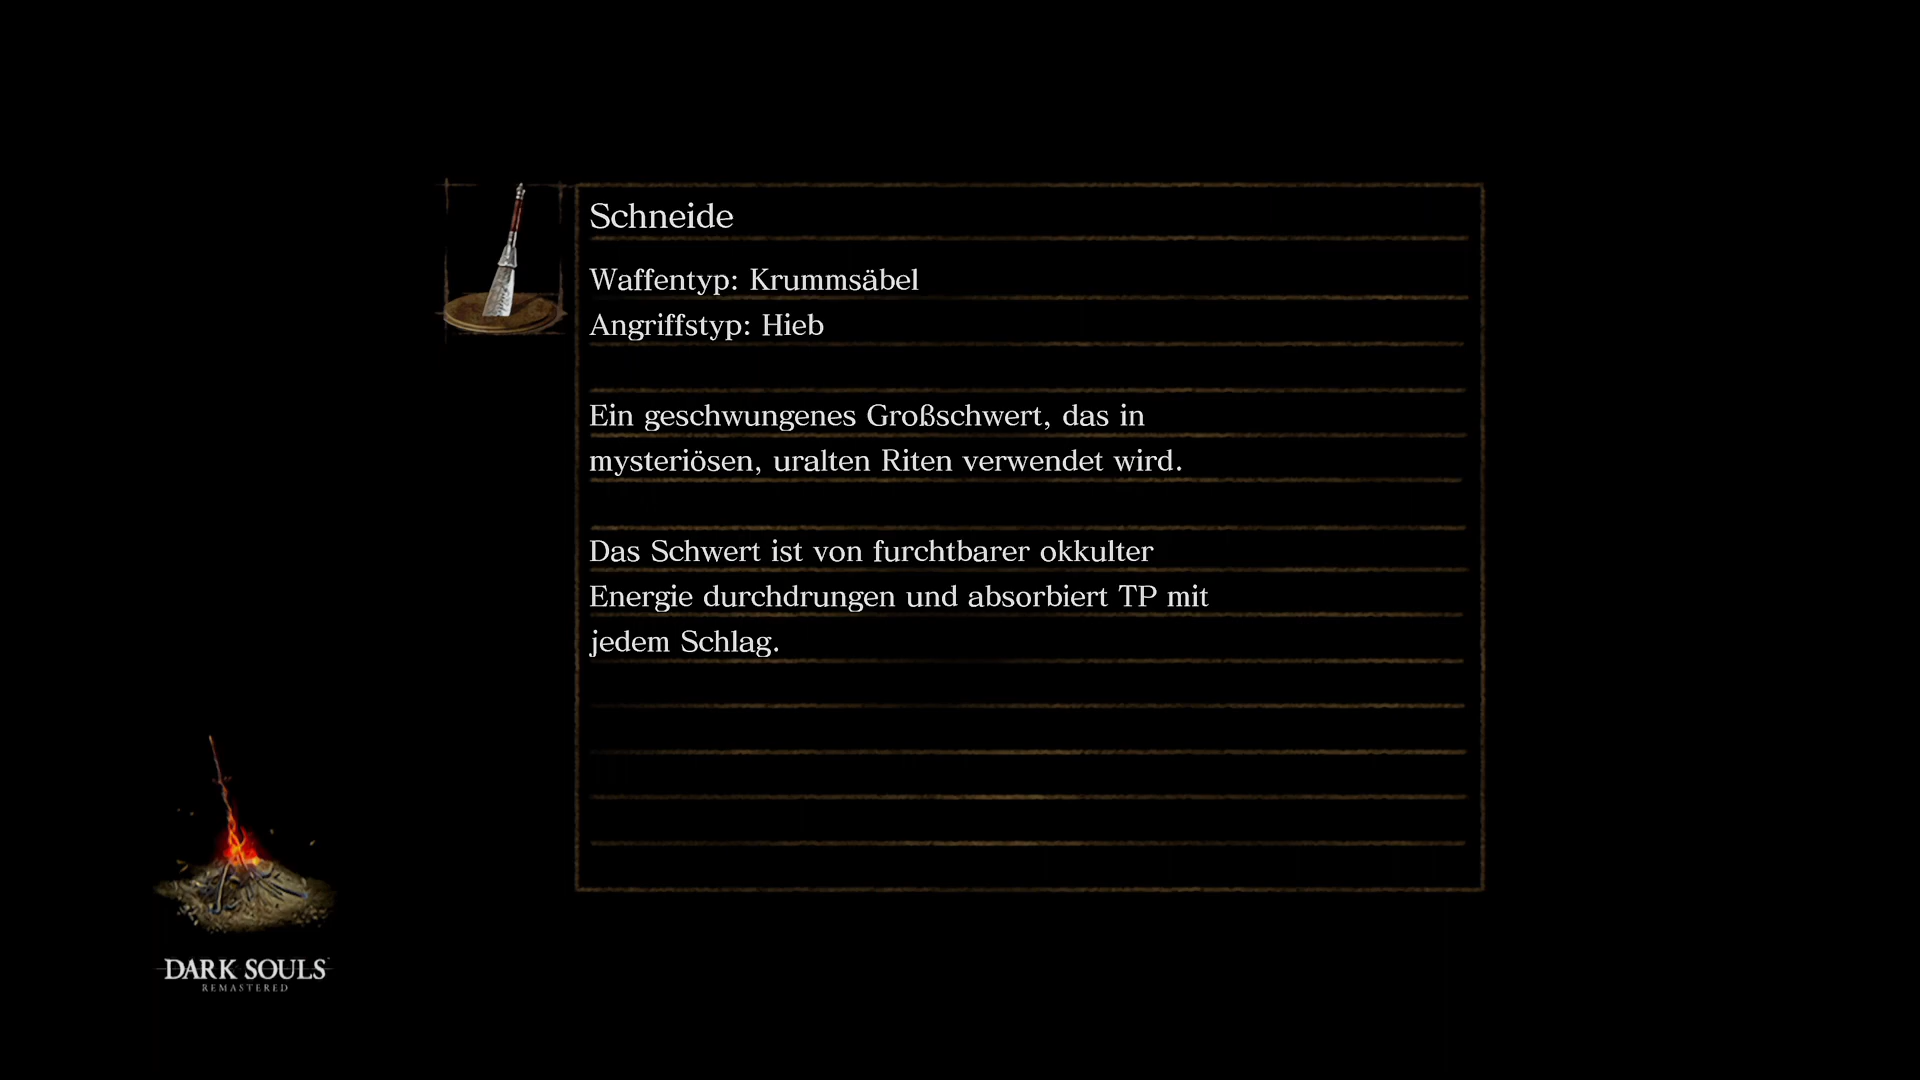 Schneide
Waffentyp: Krummsäbel
Angriffstyp: Hieb
Ein geschwungenes Großschwert, das in
mysteriösen, uralten Riten verwendet wird.
Das Schwert ist von furchtbarer okkulter
Energie durchdrungen und absorbiert TP mit
jedem Schlag.
DARK SOULS
REMASTERED